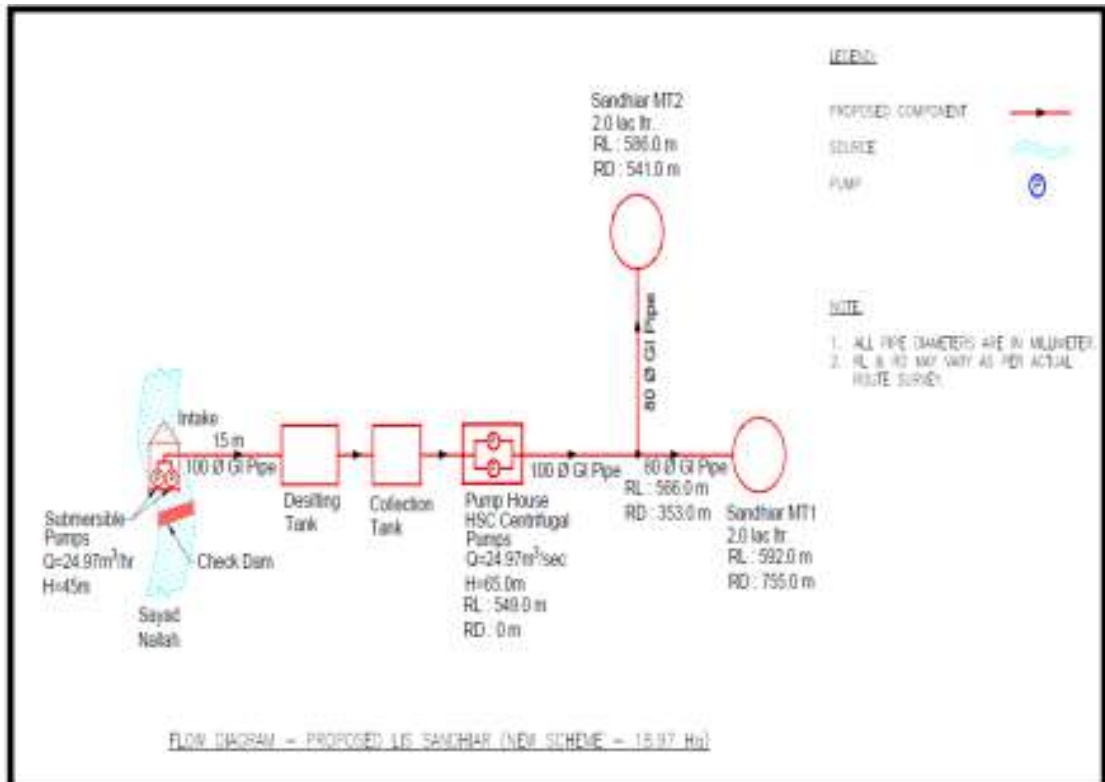 LEGEND:
PROPOSED COMPONENT
SOURCE
PUMP
P
Sandhiar MT2
2.0 lac ltr.
RL : 586.0 m
RD : 541.0 m
80 Ø GI Pipe
NOTE:
1. ALL PIPE DIAMETERS ARE IN MILLIMETER.
2. RL & RD MAY VARY AS PER ACTUAL
ROUTE SURVEY.
Intake
15 m
100 Ø GI Pipe
Submersible
Pumps
Q=24.97m³/hr
H=45m
Check Dam
Sayad
Nallah
Desilting
Tank
Collection
Tank
Pump House
HSC Centrifugal
Pumps
Q=24.97m³/sec
H=65.0m
RL : 549.0 m
RD : 0 m
100 Ø GI Pipe
80 Ø GI Pipe
RL : 566.0 m
RD : 353.0 m
Sandhiar MT1
2.0 lac ltr.
RL : 592.0 m
RD : 755.0 m
FLOW DIAGRAM – PROPOSED LIS SANDHIAR (NEW SCHEME –